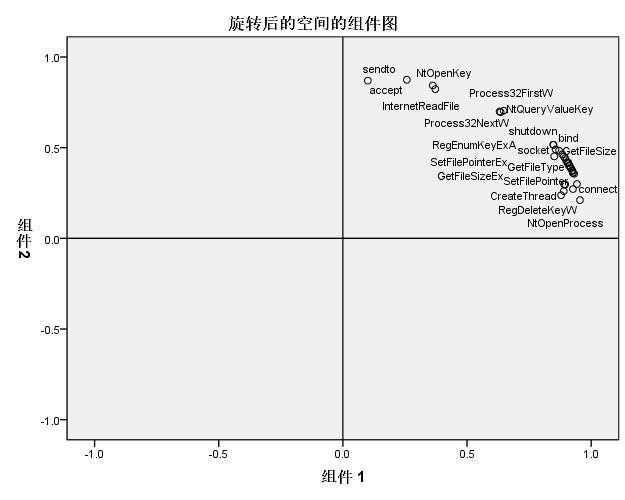 旋转后的空间的组件图
1.0
0.5
0.0
-0.5
-1.0
组件 2
sendto
NtOpenKey
accept
Process32FirstW
InternetReadFile
NtQueryValueKey
Process32NextW
shutdown
bind
RegEnumKeyExA
socket
GetFileSize
SetFilePointerEx
GetFileType
GetFileSizeEx
SetFilePointer
connect
CreateThread
RegDeleteKeyW
NtOpenProcess
-1.0
-0.5
0.0
0.5
1.0
组件 1